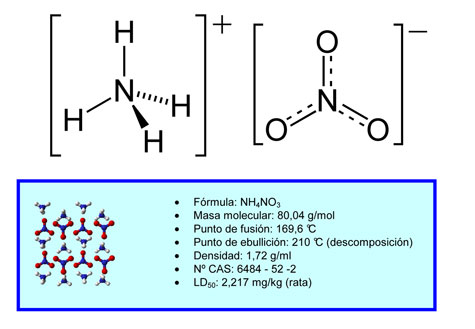 H
N
H
H
H
+
O
N
O
O
−
• Fórmula: NH₄NO₃
• Masa molecular: 80,04 g/mol
• Punto de fusión: 169,6 ºC
• Punto de ebullición: 210 ºC (descomposición)
• Densidad: 1,72 g/ml
• Nº CAS: 6484 - 52 -2
• LD₅₀: 2,217 mg/kg (rata)